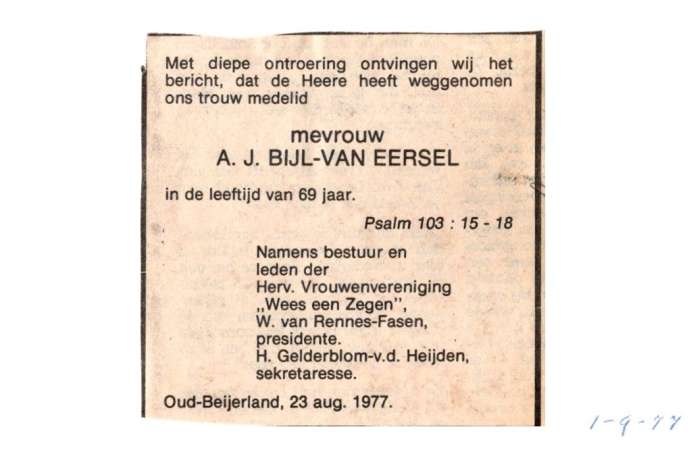 Met diepe ontroering ontvingen wij het
bericht, dat de Heere heeft weggenomen
ons trouw medelid
mevrouw
A. J. BIJL-VAN EERSEL
in de leeftijd van 69 jaar.
Psalm 103 : 15 - 18
Namens bestuur en
leden der
Herv. Vrouwenvereniging
„Wees een Zegen",
W. van Rennes-Fasen,
presidente.
H. Gelderblom-v.d. Heijden,
sekretaresse.
Oud-Beijerland, 23 aug. 1977.
1-9-77